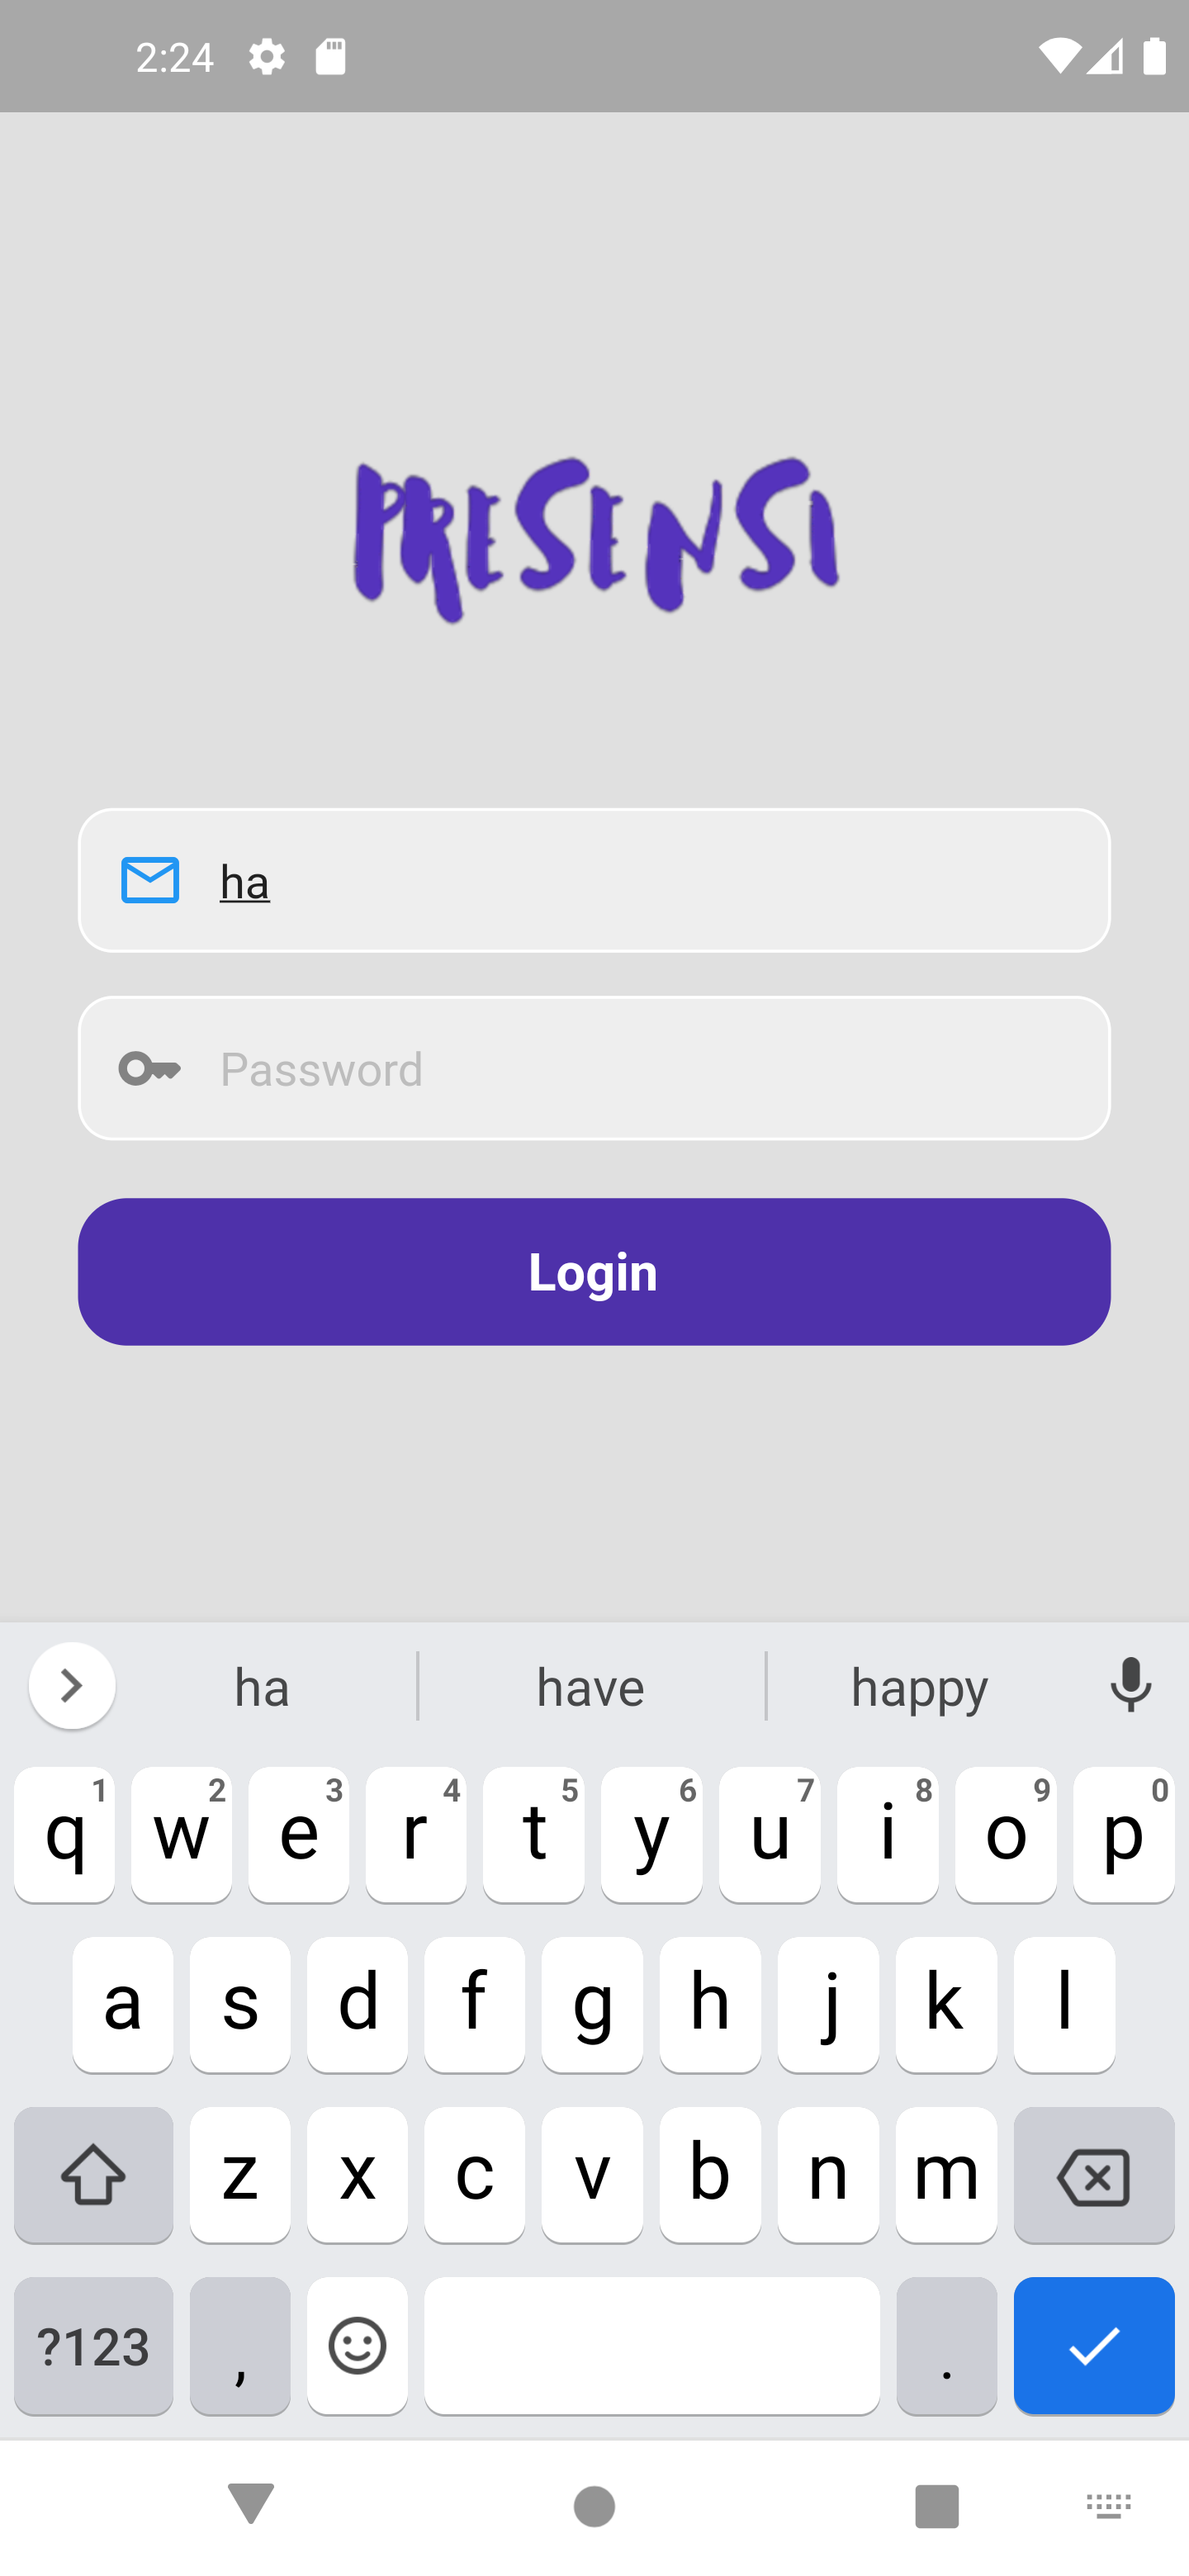 2:24
PRESENSI
ha
Password
Login
ha have happy
1 2 3 4 5 6 7 8 9 0
q w e r t y u i o p
a s d f g h j k l
z x c v b n m
?123 , .